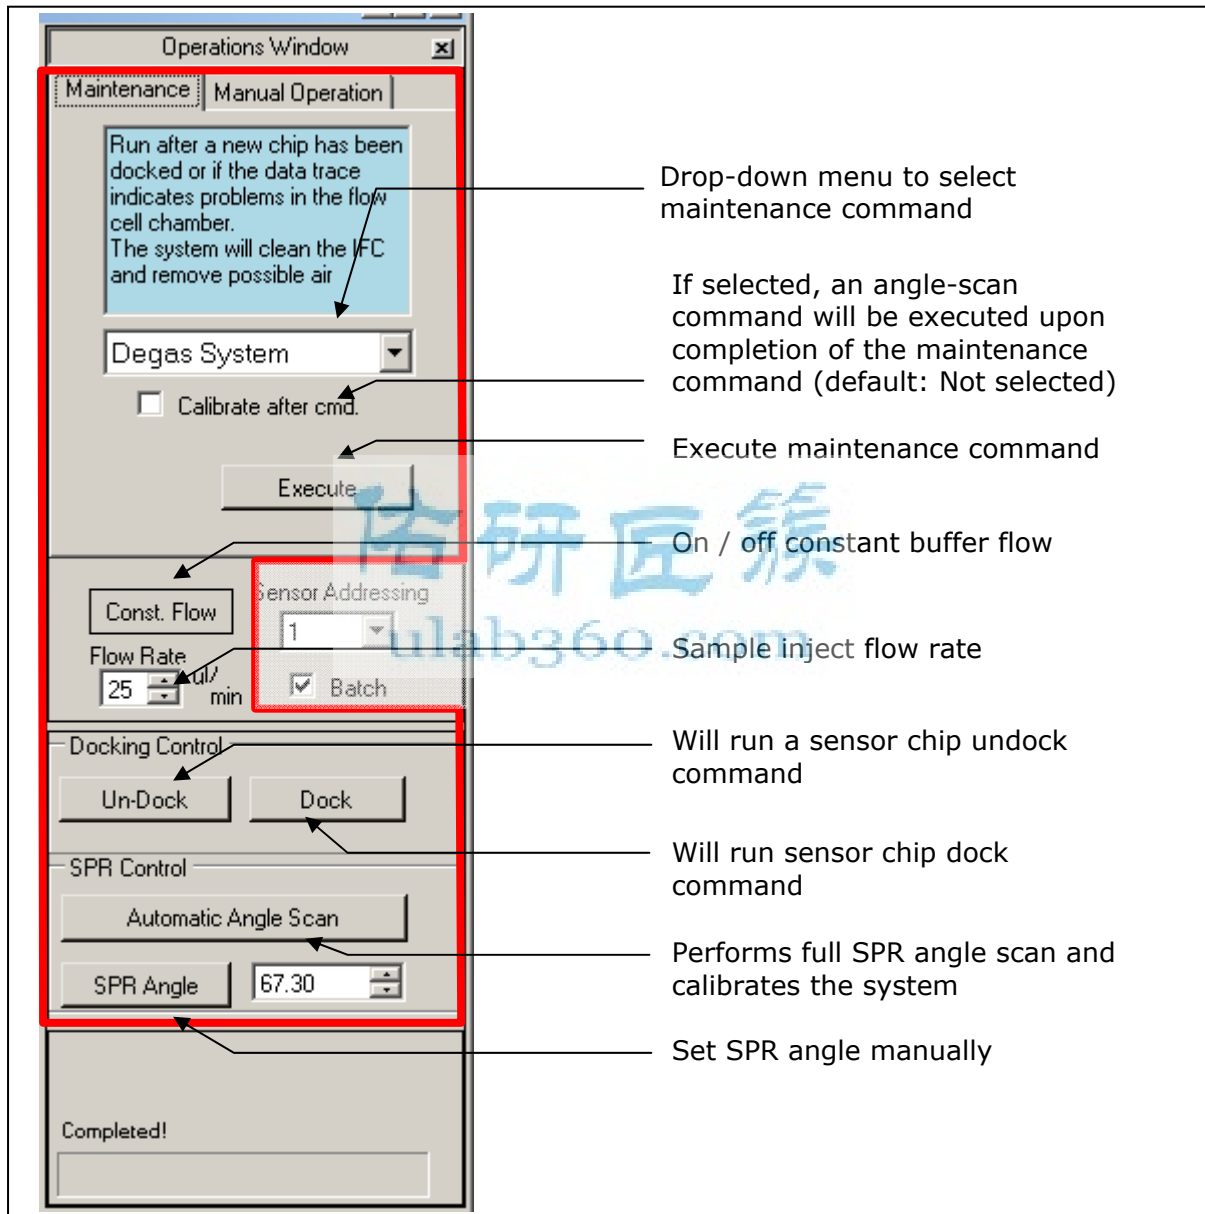 Operations Window
Maintenance
Manual Operation
Run after a new chip has been
docked or if the data trace
indicates problems in the flow
cell chamber.
The system will clean the IFC
and remove possible air
Degas System
Calibrate after cmd.
Execute
Const. Flow
Flow Rate
25
ul/
min
Sensor Addressing
1
Batch
Docking Control
Un-Dock
Dock
SPR Control
Automatic Angle Scan
SPR Angle
67.30
Completed!
Drop-down menu to select
maintenance command
If selected, an angle-scan
command will be executed upon
completion of the maintenance
command (default: Not selected)
Execute maintenance command
On / off constant buffer flow
Sample inject flow rate
Will run a sensor chip undock
command
Will run sensor chip dock
command
Performs full SPR angle scan and
calibrates the system
Set SPR angle manually
佑研匠簇
ulab360.com